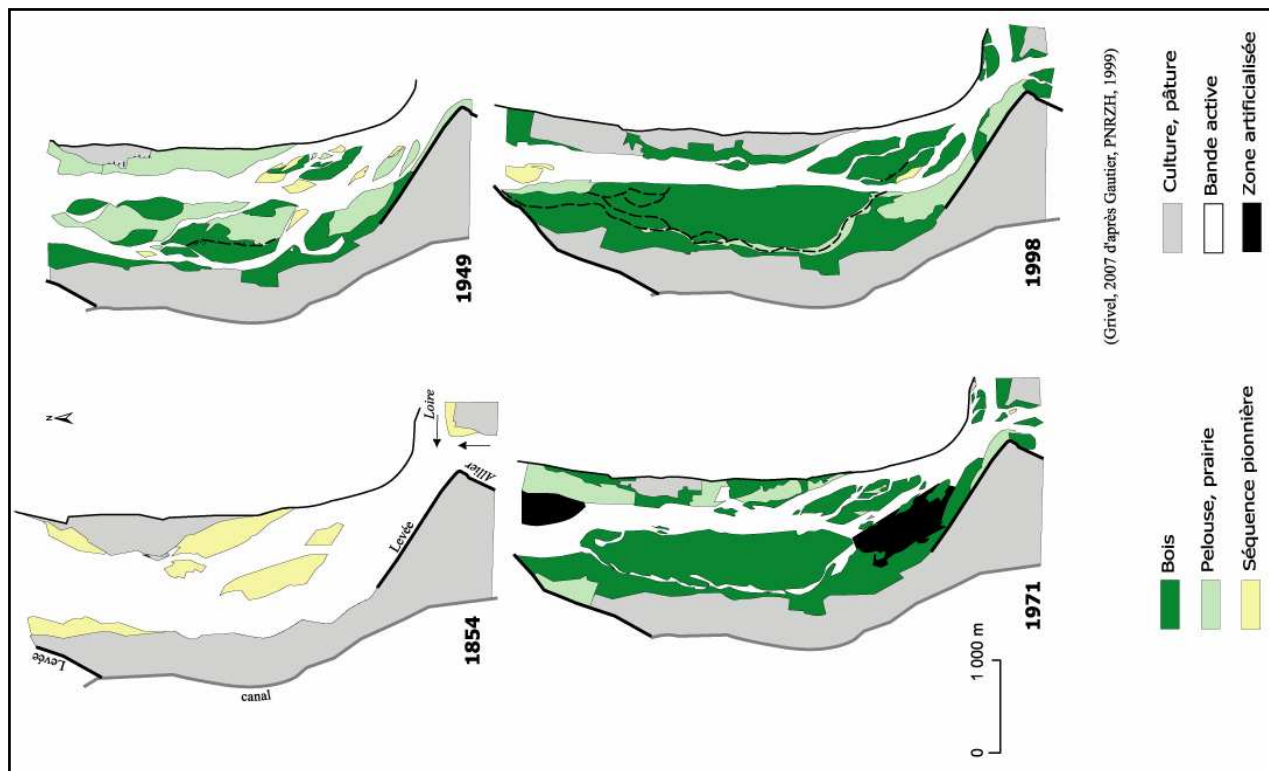 N
Loire
Allier
Levée
Levée
canal
1854
1949
1971
1998
0 1 000 m
(Grivel, 2007 d'après Gautier, PNRZH, 1999)
Bois
Pelouse, prairie
Séquence pionnière
Culture, pâture
Bande active
Zone artificialisée